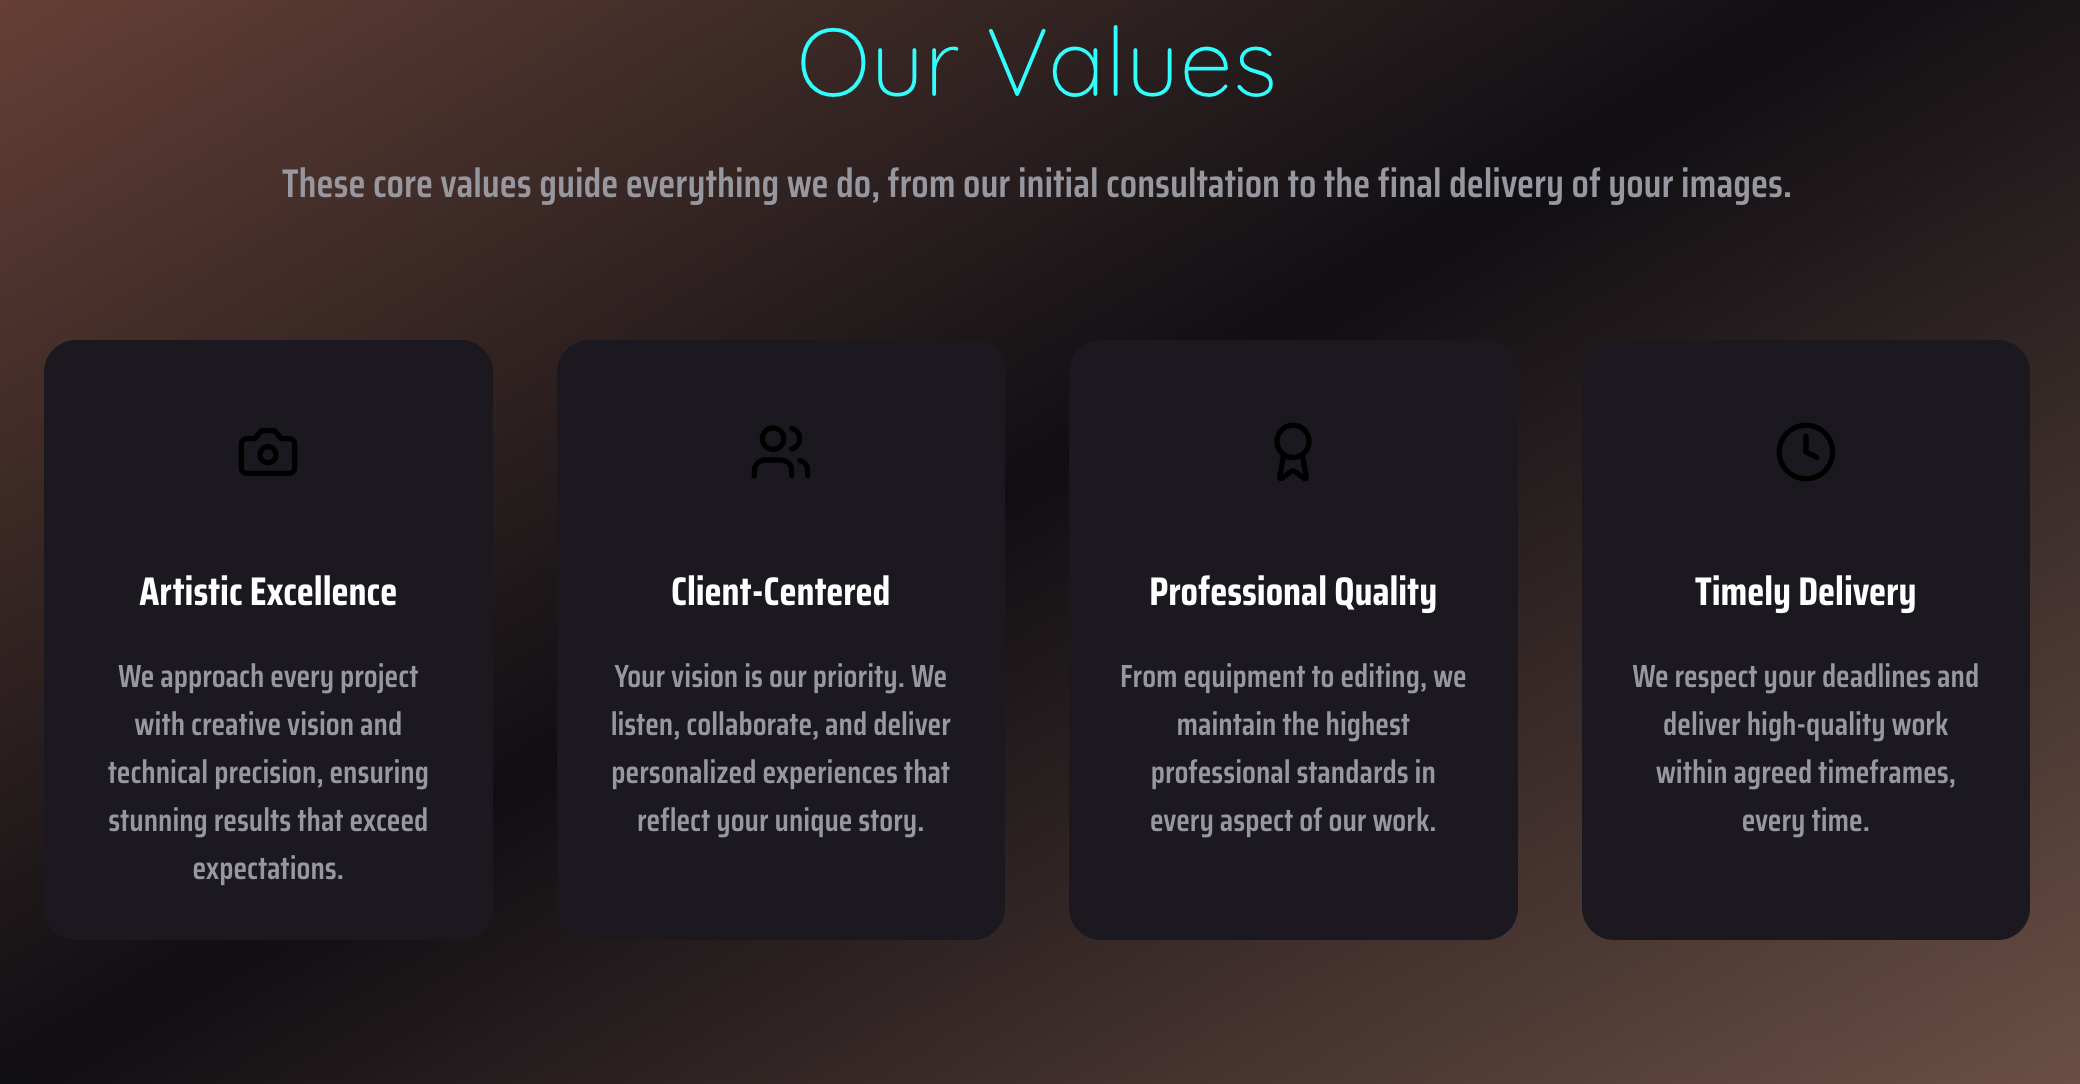 Our Values
These core values guide everything we do, from our initial consultation to the final delivery of your images.
Artistic Excellence
We approach every project
with creative vision and
technical precision, ensuring
stunning results that exceed
expectations.
Client-Centered
Your vision is our priority. We
listen, collaborate, and deliver
personalized experiences that
reflect your unique story.
Professional Quality
From equipment to editing, we
maintain the highest
professional standards in
every aspect of our work.
Timely Delivery
We respect your deadlines and
deliver high-quality work
within agreed timeframes,
every time.